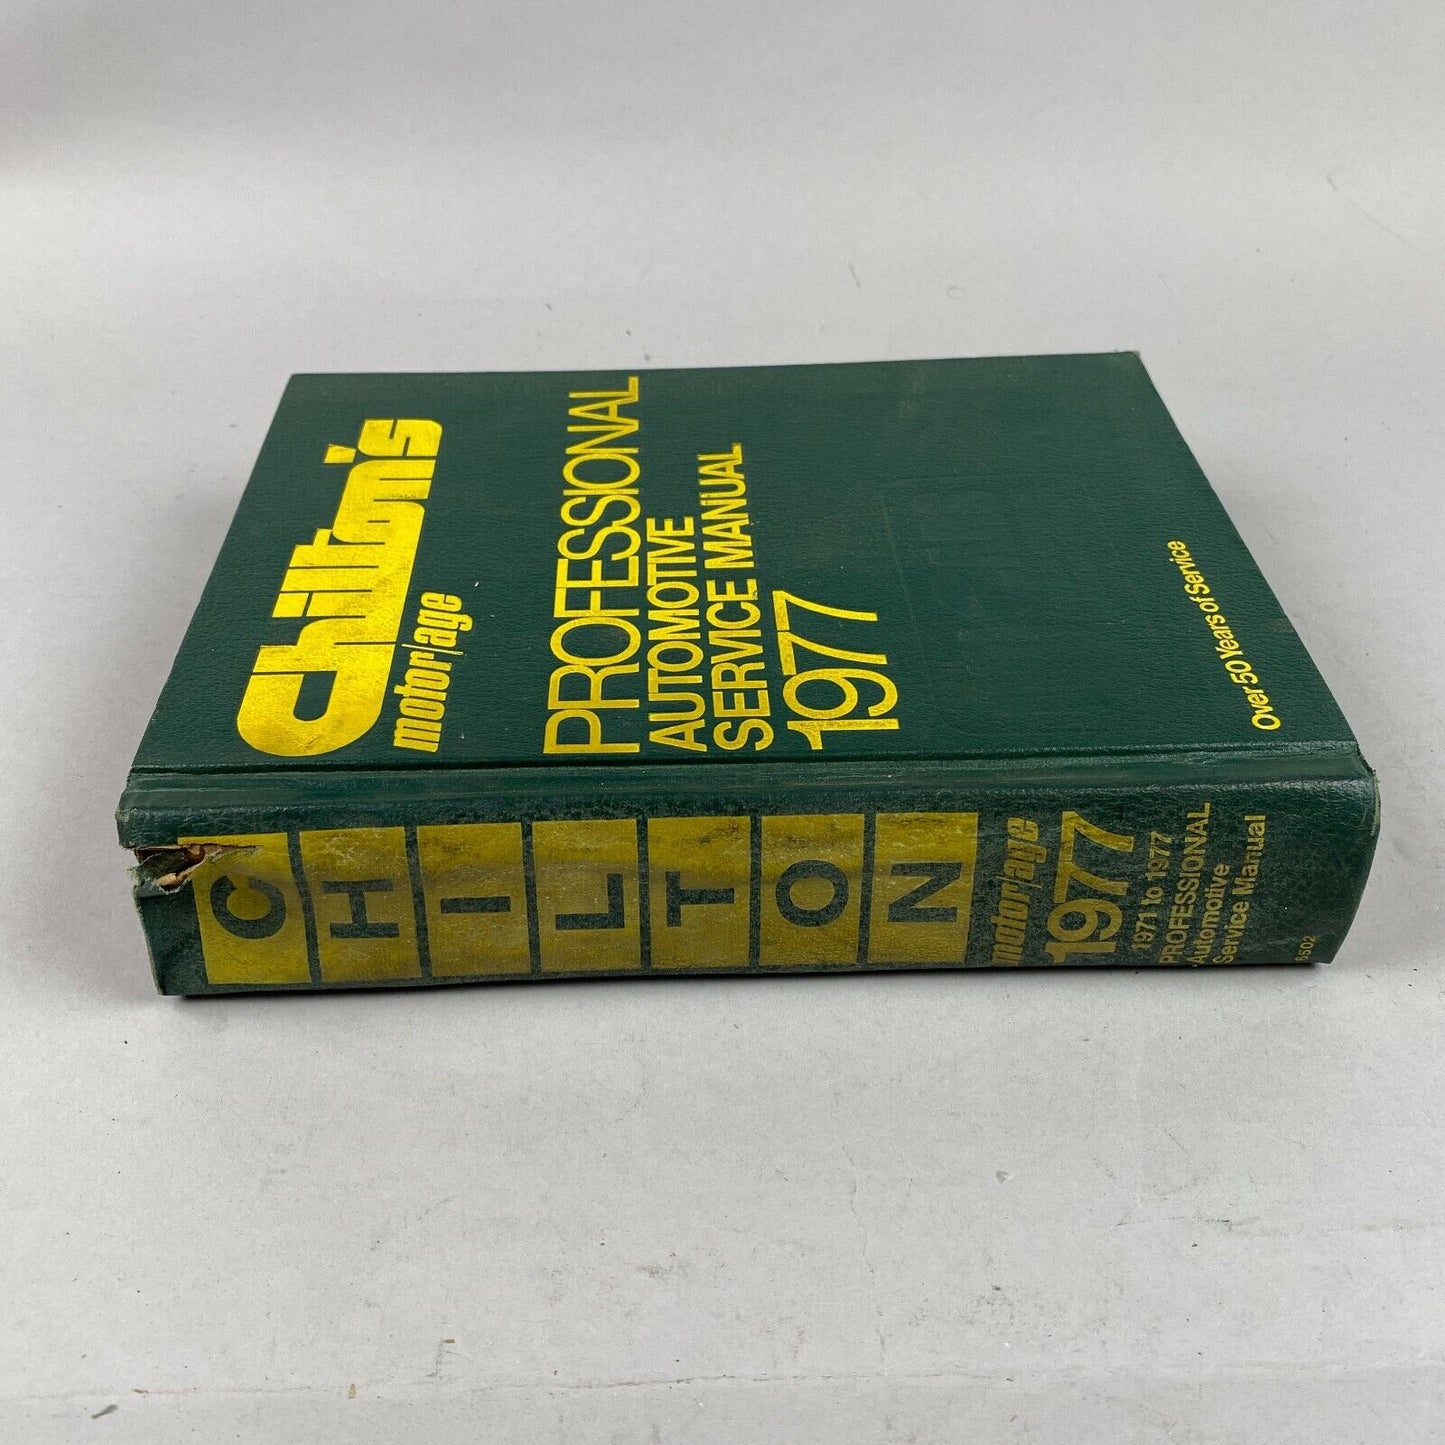 chilton's
motor/age
PROFESSIONAL
AUTOMOTIVE
SERVICE MANUAL
1977
Over 50 Years of Service
CHILTON
motor/age
1977
1971 to 1977
PROFESSIONAL
Automotive
Service Manual
6502